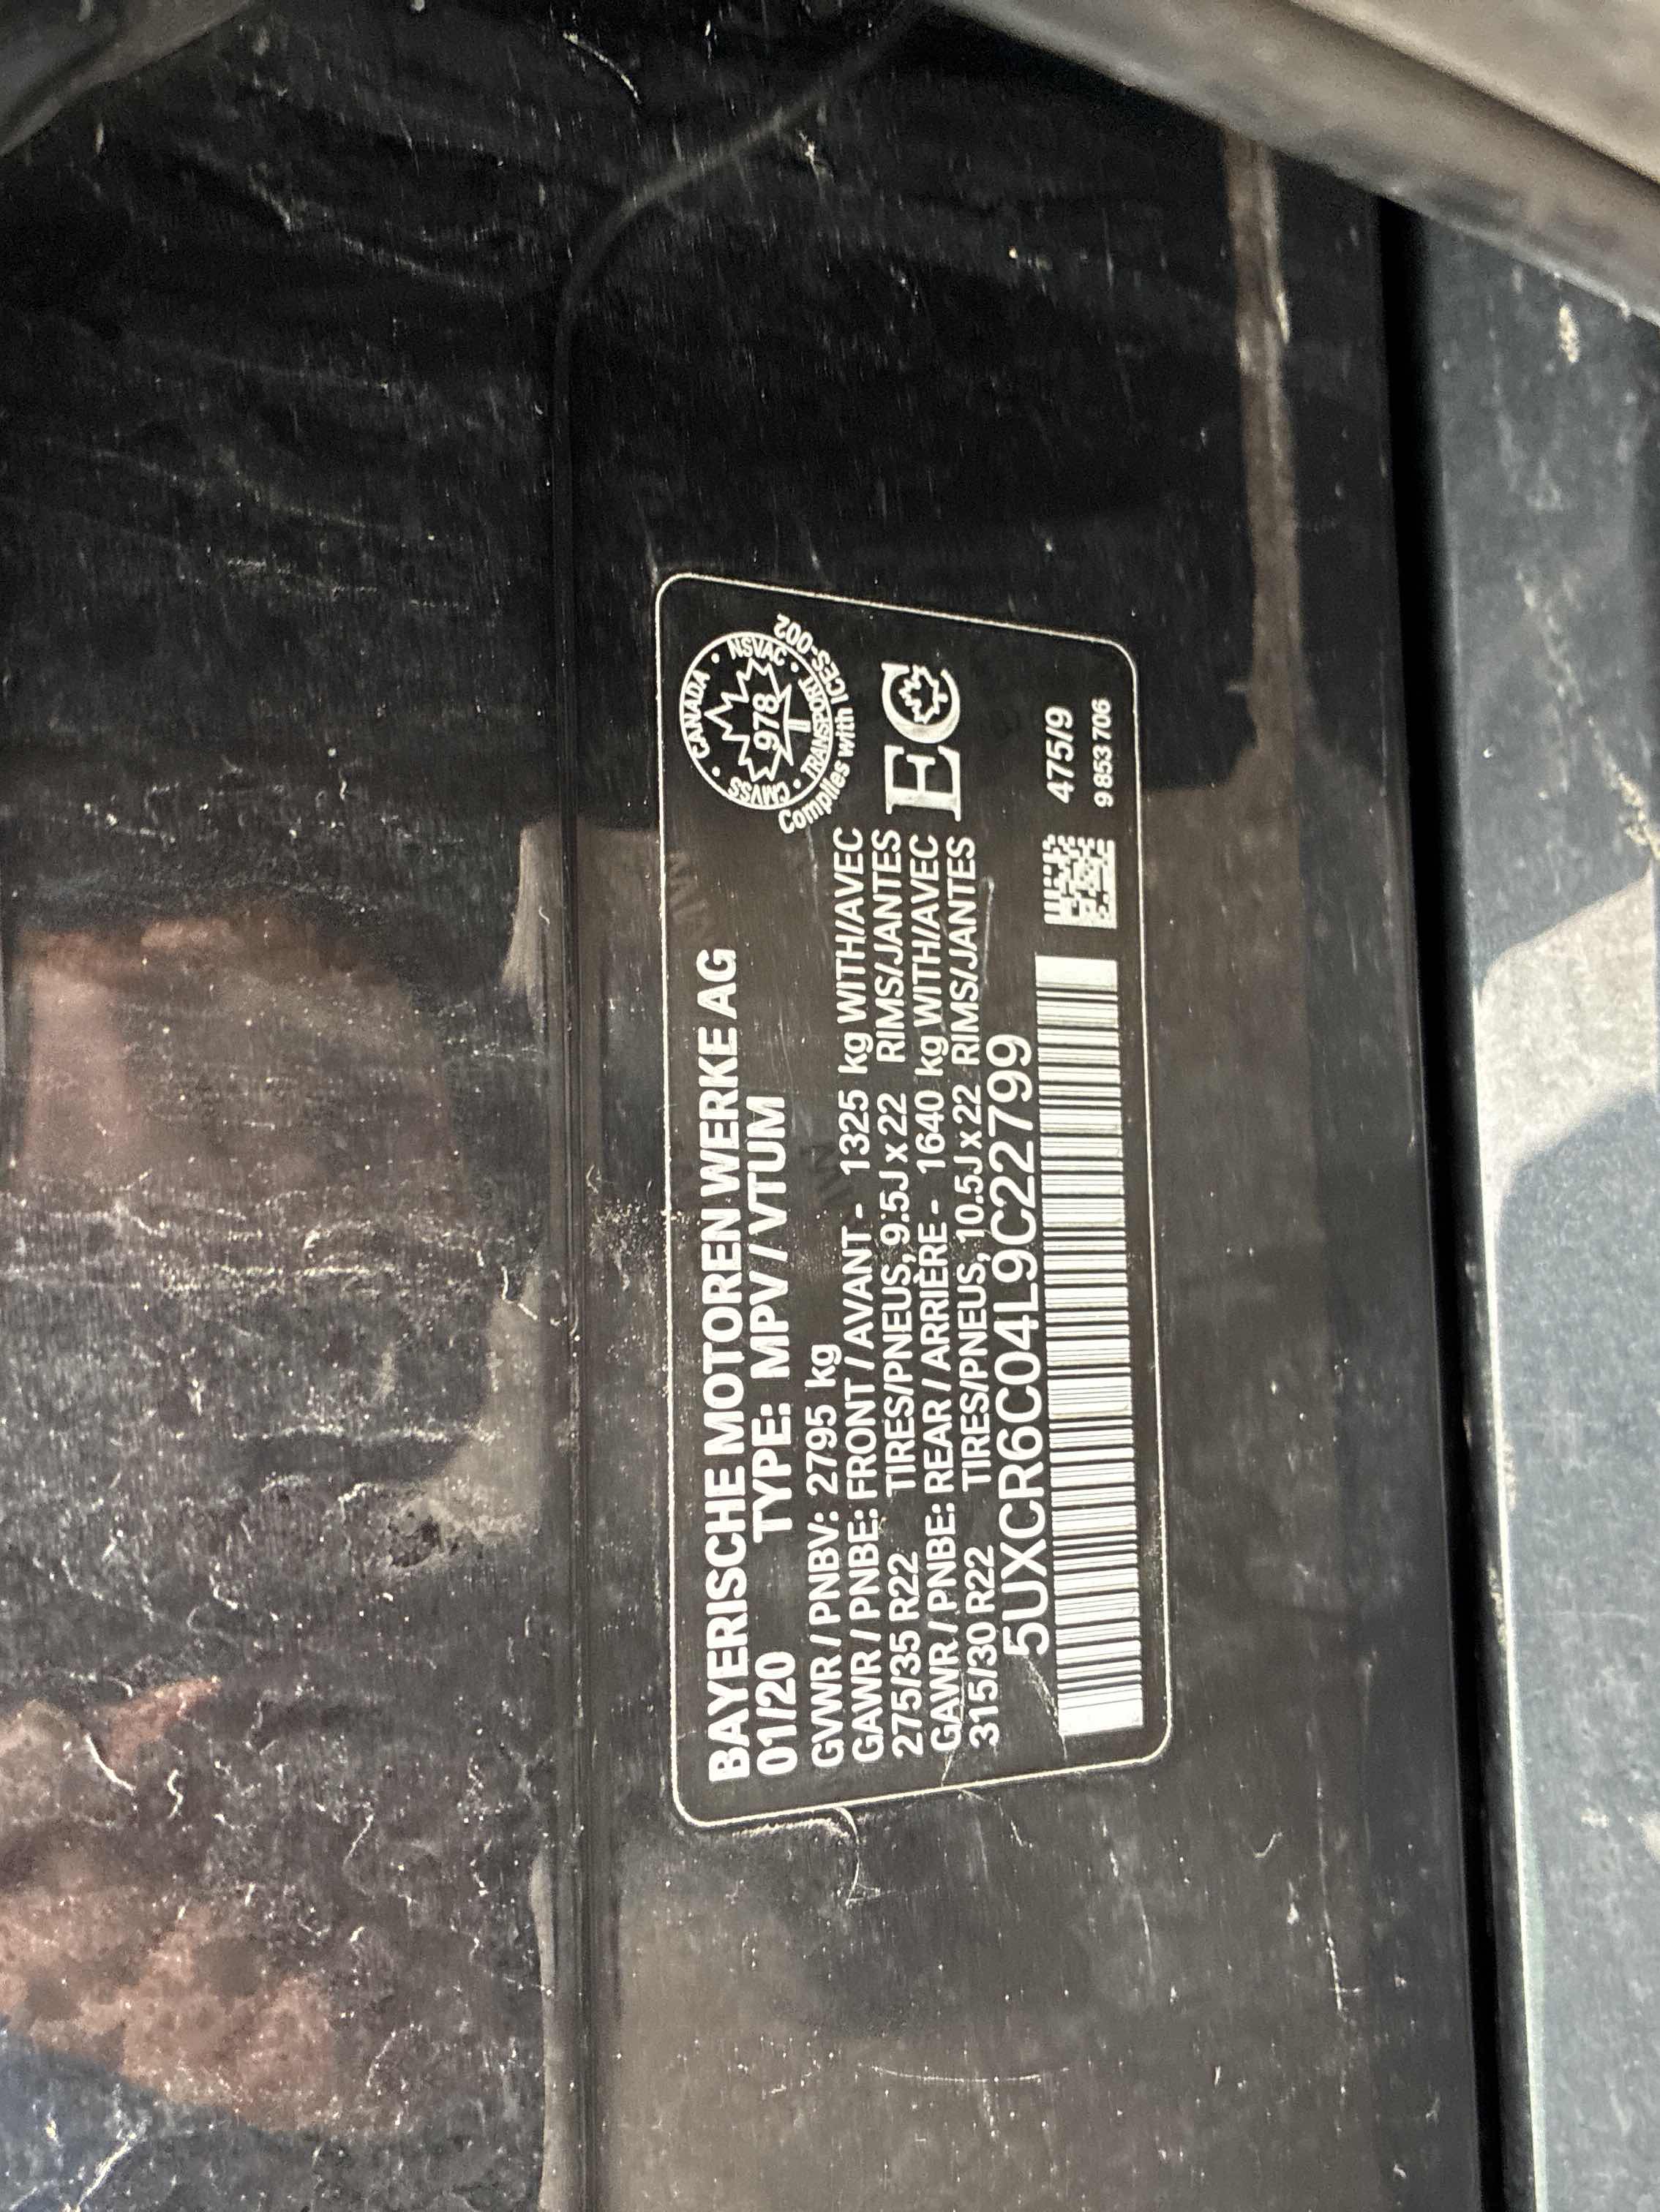 BAYERISCHE MOTOREN WERKE AG
01/20 TYPE: MPV / VTUM
GVWR / PNBV: 2795 kg
GAWR / PNBE: FRONT / AVANT - 1325 kg WITH/AVEC
275/35 R22 TIRES/PNEUS, 9.5J x 22 RIMS/JANTES
GAWR / PNBE: REAR / ARRIÈRE - 1640 kg WITH/AVEC
315/30 R22 TIRES/PNEUS, 10.5J x 22 RIMS/JANTES
5UXCR6C04L9C22799
CANADA • NSVAC • TRANSPORT • CMVSS •
978
T
Complies with ICES-002
EC
475/9
9 853 706